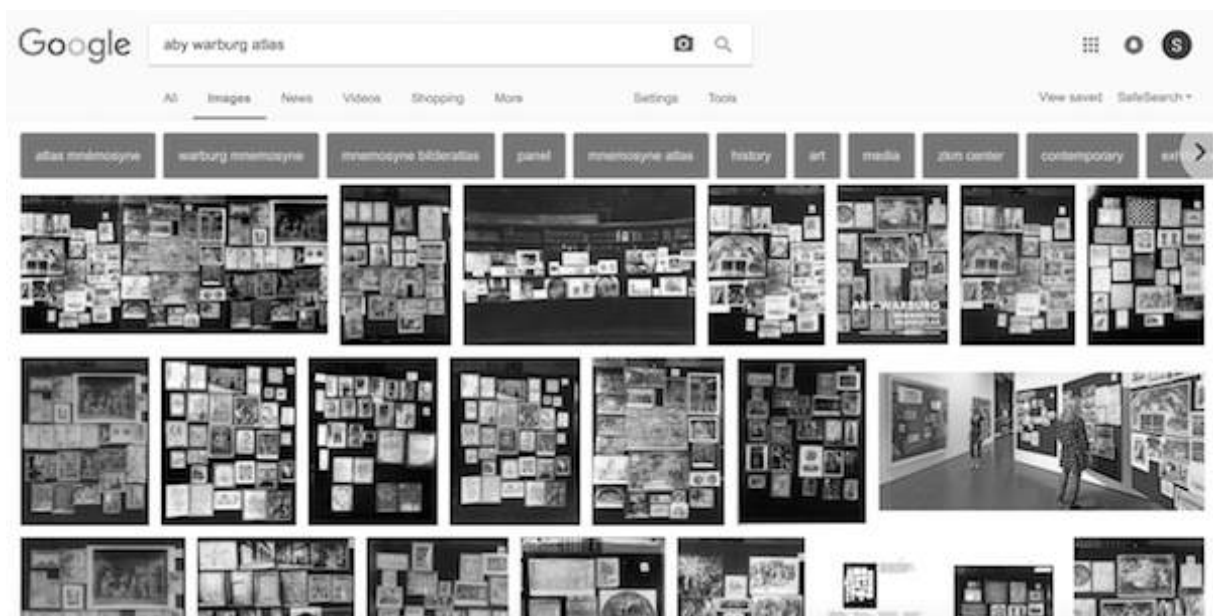 Google aby warburg atlas S
All Images News Videos Shopping More Settings Tools View saved SafeSearch
atlas mnémosyne warburg mnemosyne mnemosyne bilderatlas panel mnemosyne atlas history art media zkm center contemporary
ABY WARBURG